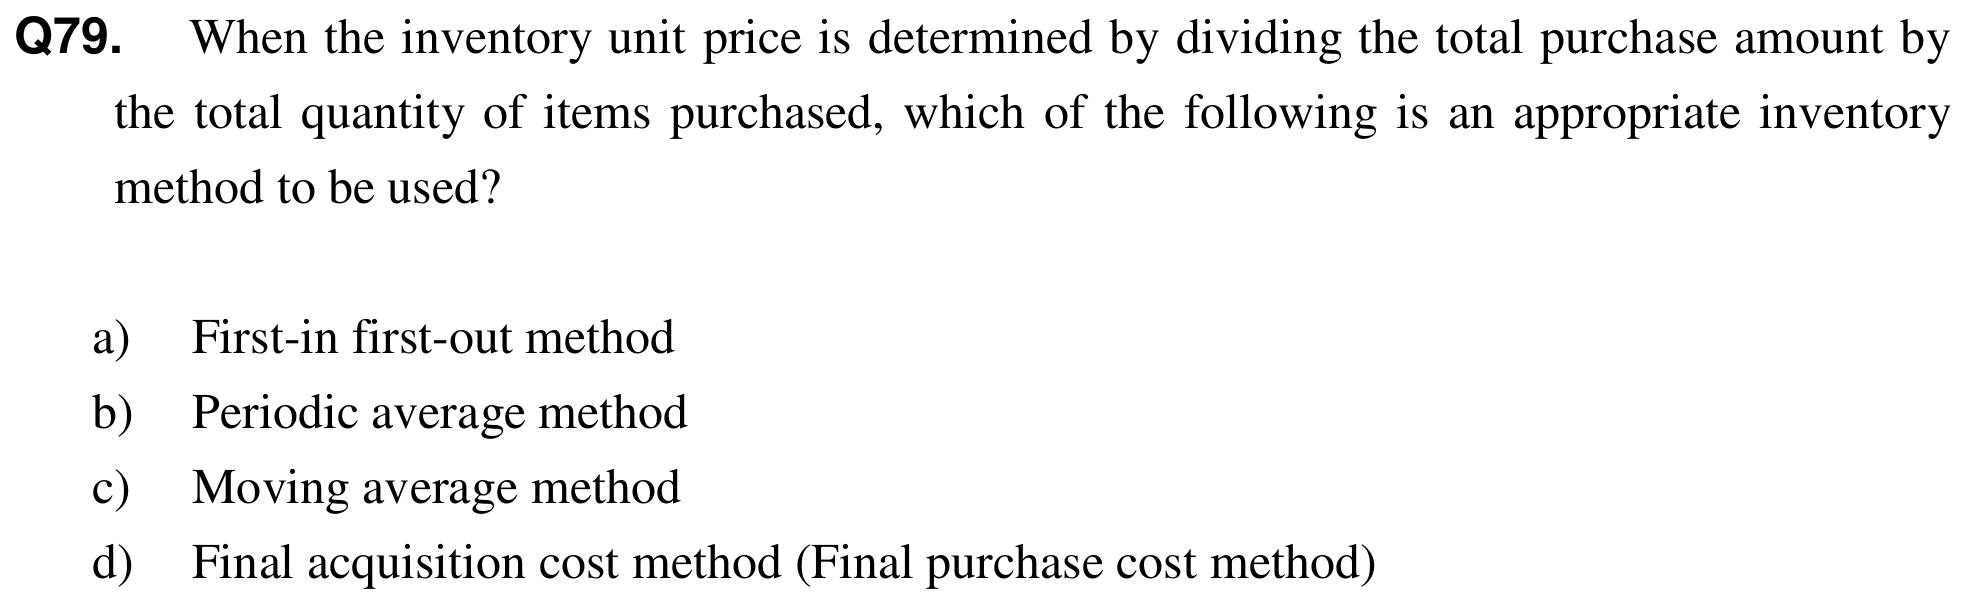 Q79. When the inventory unit price is determined by dividing the total purchase amount by
the total quantity of items purchased, which of the following is an appropriate inventory
method to be used?
a) First-in first-out method
b) Periodic average method
c) Moving average method
d) Final acquisition cost method (Final purchase cost method)